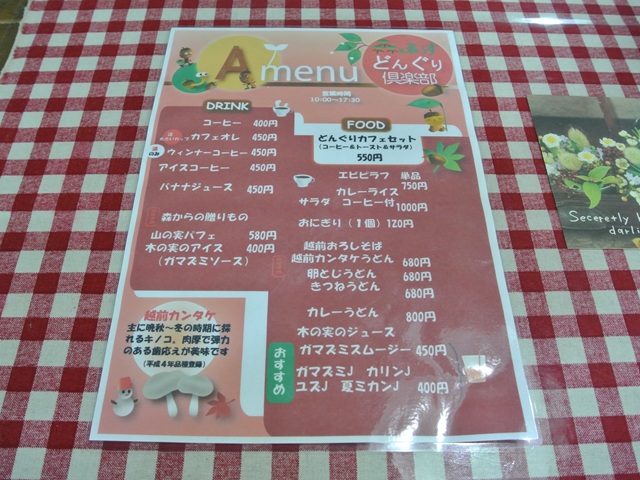 Amenu
どんぐり
倶楽部
営業時間
10:00〜17:30
DRINK
コーヒー 400円
カフェオレ 450円
ウィンナーコーヒー 450円
アイスコーヒー 450円
バナナジュース 450円
森からの贈りもの
山の実パフェ 580円
木の実のアイス 400円
(ガマズミソース)
越前カンタケ
主に晩秋〜冬の時期に採
れるキノコ。肉厚で弾力
のある歯応えが美味です
(平成4年品種登録)
FOOD
どんぐりカフェセット
(コーヒー&トースト&サラダ)
550円
エビピラフ 単品
750円
カレーライス
サラダ コーヒー付 1000円
おにぎり(1個)120円
越前おろしそば
越前カンタケうどん 680円
卵とじうどん 680円
きつねうどん 680円
カレーうどん 800円
木の実のジュース
おすすめ
ガマズミスムージー 450円
ガマズミJ カリンJ
ユズJ 夏ミカンJ 400円
Seceretly
darli